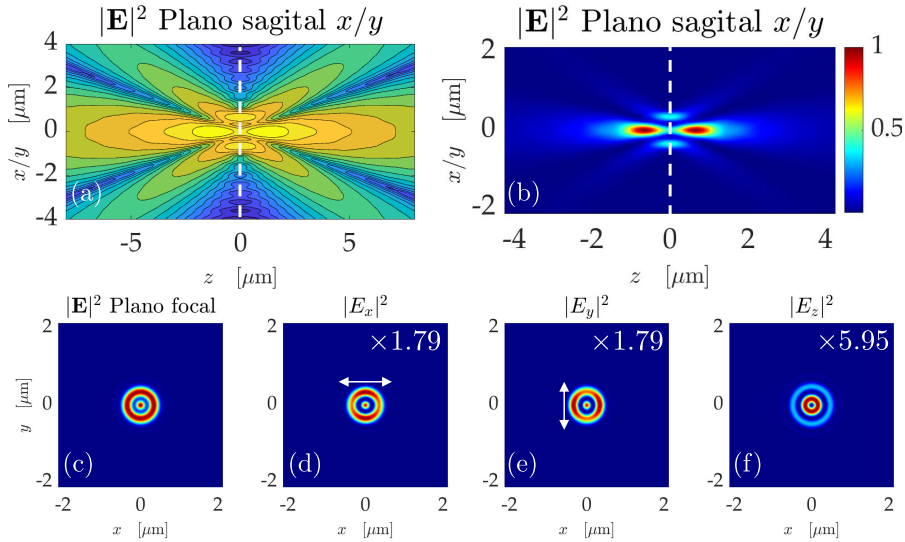 |𝐄|² Plano sagital x/y
4
2
0
-2
-4
x/y [μm]
(a)
-5
0
5
z [μm]
|𝐄|² Plano sagital x/y
2
0
-2
x/y [μm]
(b)
-4
-2
0
2
4
z [μm]
1
0.5
|𝐄|² Plano focal
2
0
-2
y [μm]
(c)
-2
0
2
x [μm]
|E_x|²
×1.79
2
0
-2
(d)
-2
0
2
x [μm]
|E_y|²
×1.79
2
0
-2
(e)
-2
0
2
x [μm]
|E_z|²
×5.95
2
0
-2
(f)
-2
0
2
x [μm]